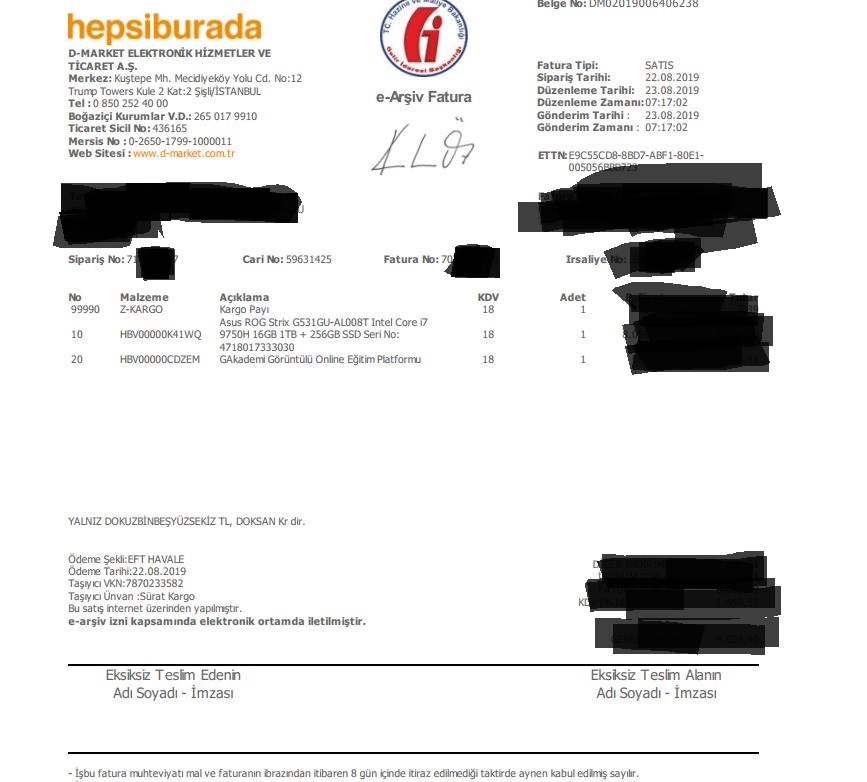 Belge No: DM02019006406238
hepsiburada
D-MARKET ELEKTRONİK HİZMETLER VE
TİCARET A.Ş.
Merkez: Kuştepe Mh. Mecidiyeköy Yolu Cd. No:12
Trump Towers Kule 2 Kat:2 Şişli/İSTANBUL
Tel : 0 850 252 40 00
Boğaziçi Kurumlar V.D.: 265 017 9910
Ticaret Sicil No: 436165
Mersis No : 0-2650-1799-1000011
Web Sitesi : www.d-market.com.tr
T.C. Hazine ve Maliye Bakanlığı
Gelir İdaresi Başkanlığı
e-Arşiv Fatura
Fatura Tipi: SATIS
Sipariş Tarihi: 22.08.2019
Düzenleme Tarihi: 23.08.2019
Düzenleme Zamanı: 07:17:02
Gönderim Tarihi : 23.08.2019
Gönderim Zamanı : 07:17:02
ETTN: E9C55CD8-8BD7-ABF1-80E1-
Sipariş No: 71 7 Cari No: 59631425 Fatura No: 70 İrsaliye No:
No Malzeme Açıklama KDV Adet
99990 Z-KARGO Kargo Payı 18 1
Asus ROG Strix G531GU-AL008T Intel Core i7
10 HBV00000K41WQ 9750H 16GB 1TB + 256GB SSD Seri No: 18 1
4718017333030
20 HBV00000CDZEM GAkademi Görüntülü Online Eğitim Platformu 18 1
YALNIZ DOKUZBİNBEŞYÜZSEKİZ TL, DOKSAN Kr dir.
Ödeme Şekli:EFT HAVALE
Ödeme Tarihi:22.08.2019
Taşıyıcı VKN:7870233582
Taşıyıcı Ünvan :Sürat Kargo
Bu satış internet üzerinden yapılmıştır.
e-arşiv izni kapsamında elektronik ortamda iletilmiştir.
Eksiksiz Teslim Edenin
Adı Soyadı - İmzası
Eksiksiz Teslim Alanın
Adı Soyadı - İmzası
- İşbu fatura muhteviyatı mal ve faturanın ibrazından itibaren 8 gün içinde itiraz edilmediği taktirde aynen kabul edilmiş sayılır.